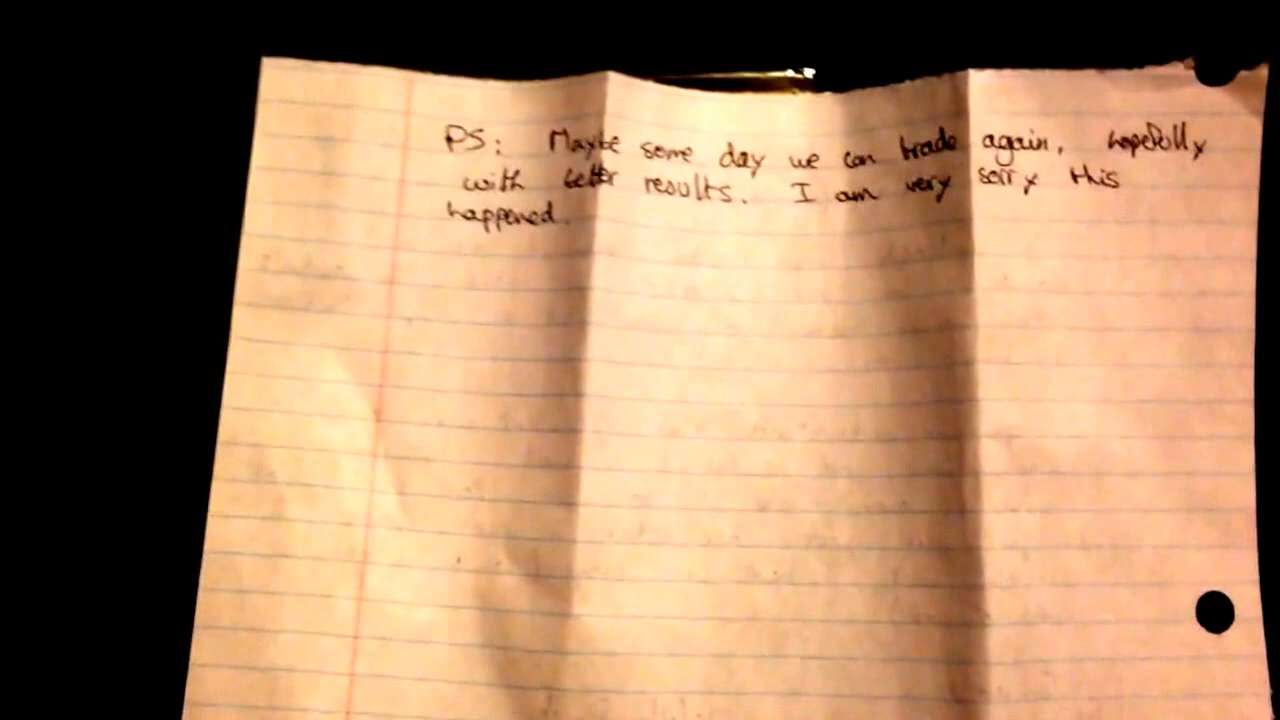 PS: Maybe some day we can trade again, hopefully
with better results. I am very sorry this
happened.